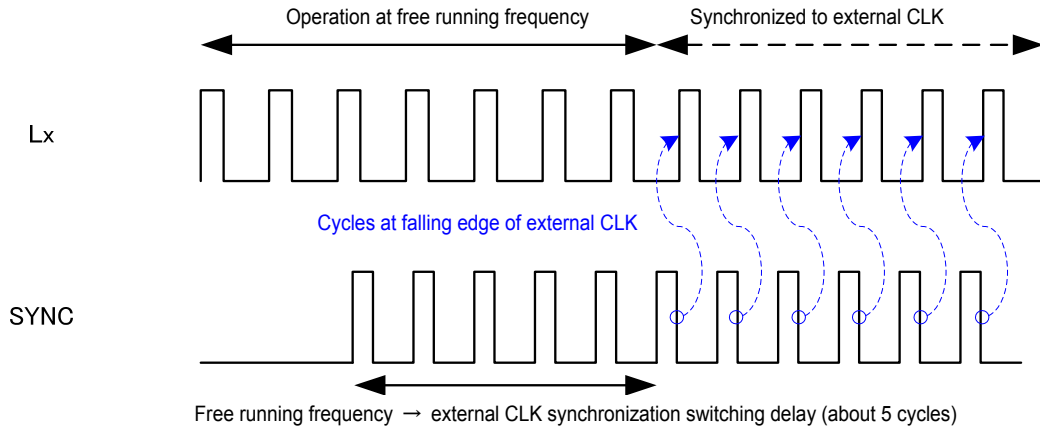 Operation at free running frequency
Synchronized to external CLK
Lx
Cycles at falling edge of external CLK
SYNC
Free running frequency → external CLK synchronization switching delay (about 5 cycles)